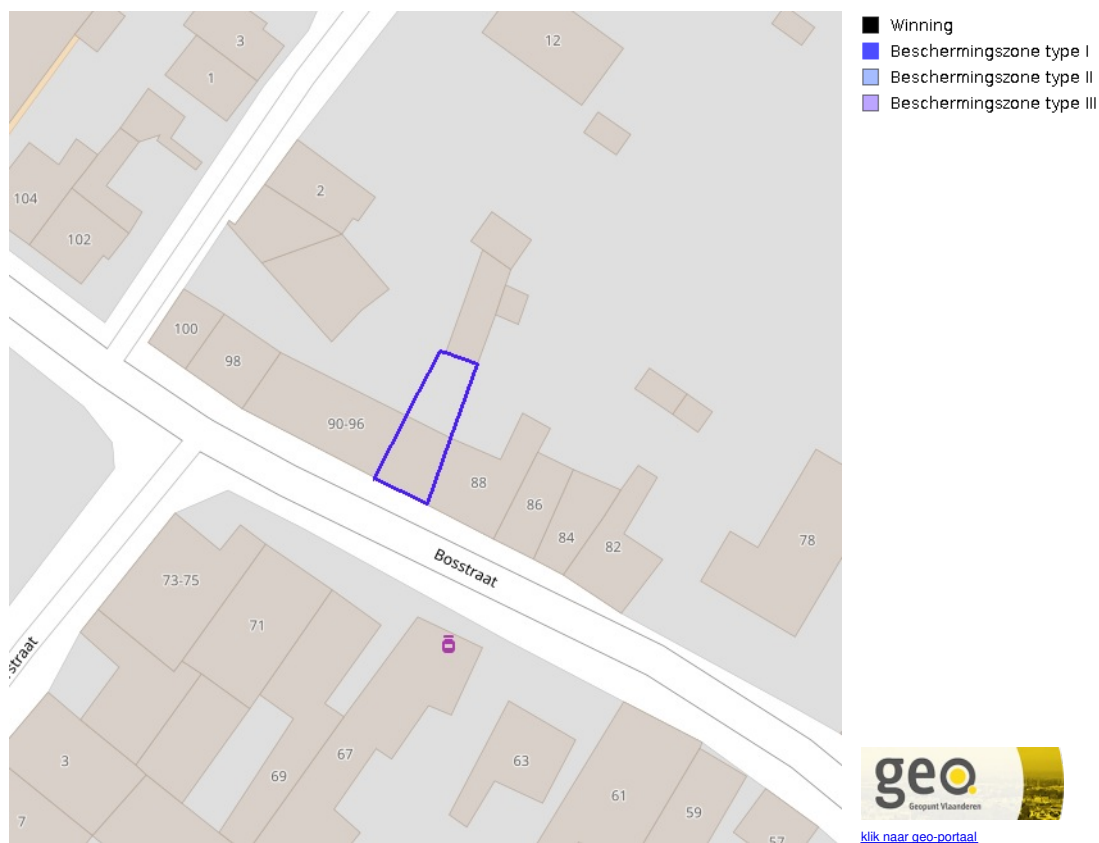 Winning
Beschermingszone type I
Beschermingszone type II
Beschermingszone type III
3
12
1
104
2
102
100
98
90-96
88
86
84
82
78
Bosstraat
73-75
71
rstraat
67
63
3
69
61
59
7
57
geo
Geopunt Vlaanderen
klik naar geo-portaal